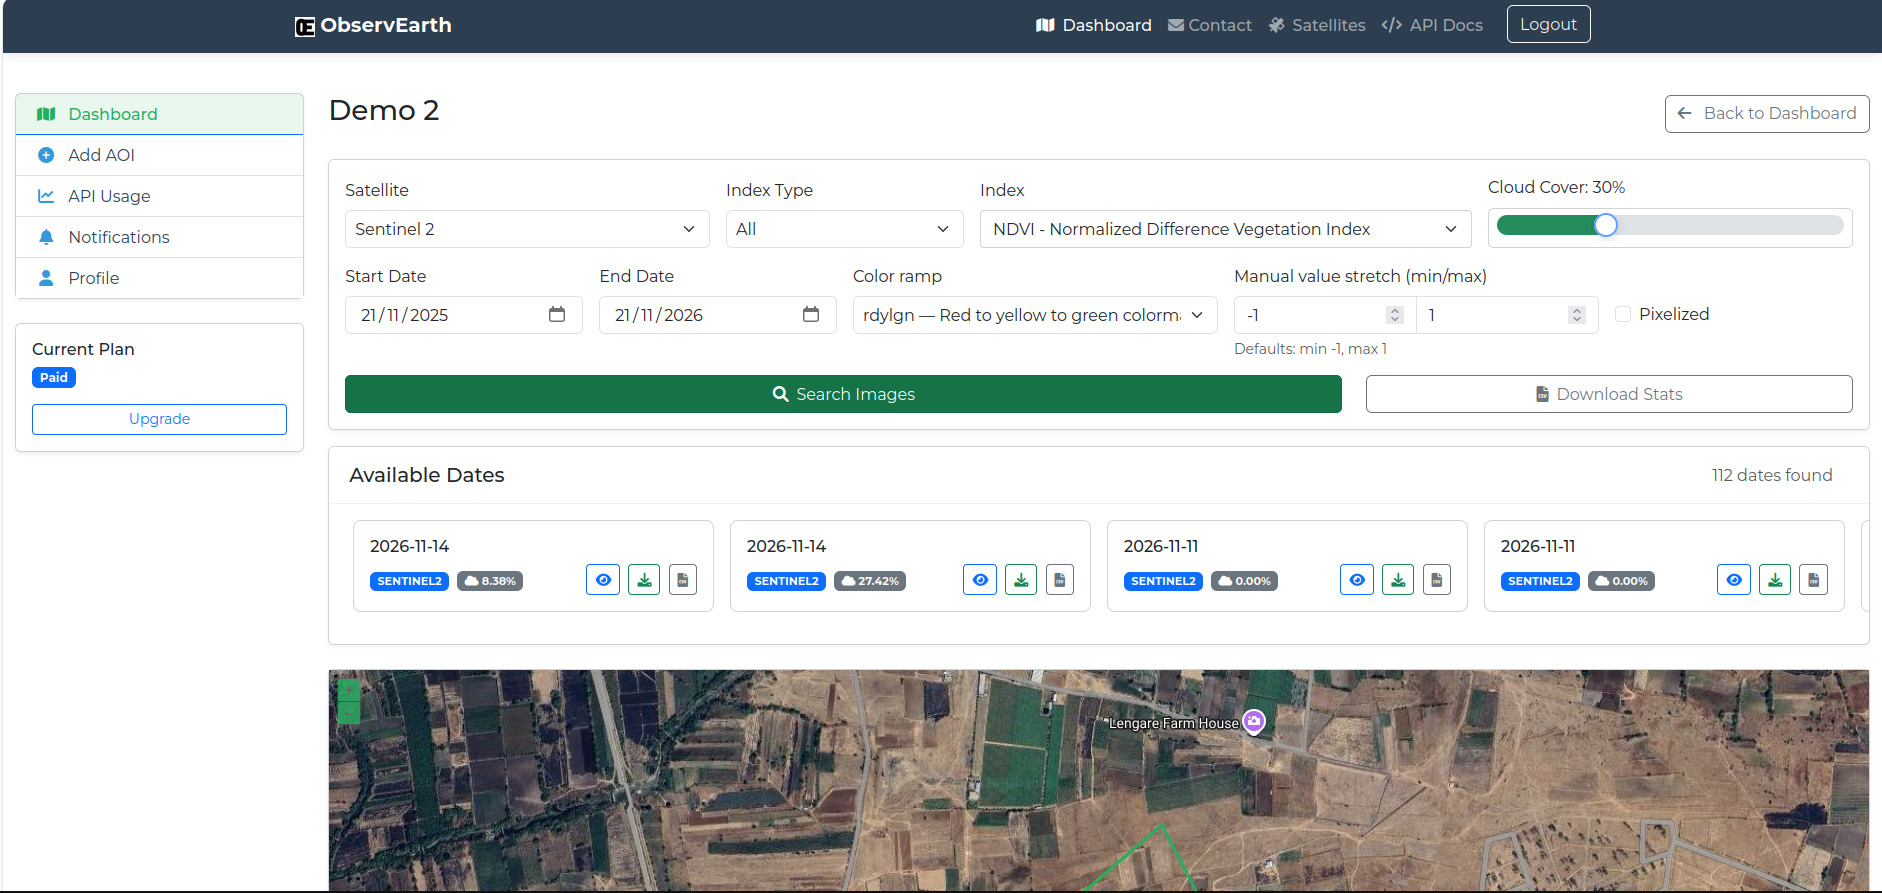 ObservEarth
Dashboard
Contact
Satellites
API Docs
Logout
Dashboard
Add AOI
API Usage
Notifications
Profile
Current Plan
Paid
Upgrade
Demo 2
Back to Dashboard
Satellite
Sentinel 2
Index Type
All
Index
NDVI - Normalized Difference Vegetation Index
Cloud Cover: 30%
Start Date
21/11/2025
End Date
21/11/2026
Color ramp
rdylgn — Red to yellow to green colorm
Manual value stretch (min/max)
-1
1
Defaults: min -1, max 1
Pixelized
Search Images
Download Stats
Available Dates
112 dates found
2026-11-14
SENTINEL2
8.38%
2026-11-14
SENTINEL2
27.42%
2026-11-11
SENTINEL2
0.00%
2026-11-11
SENTINEL2
0.00%
Lengare Farm House